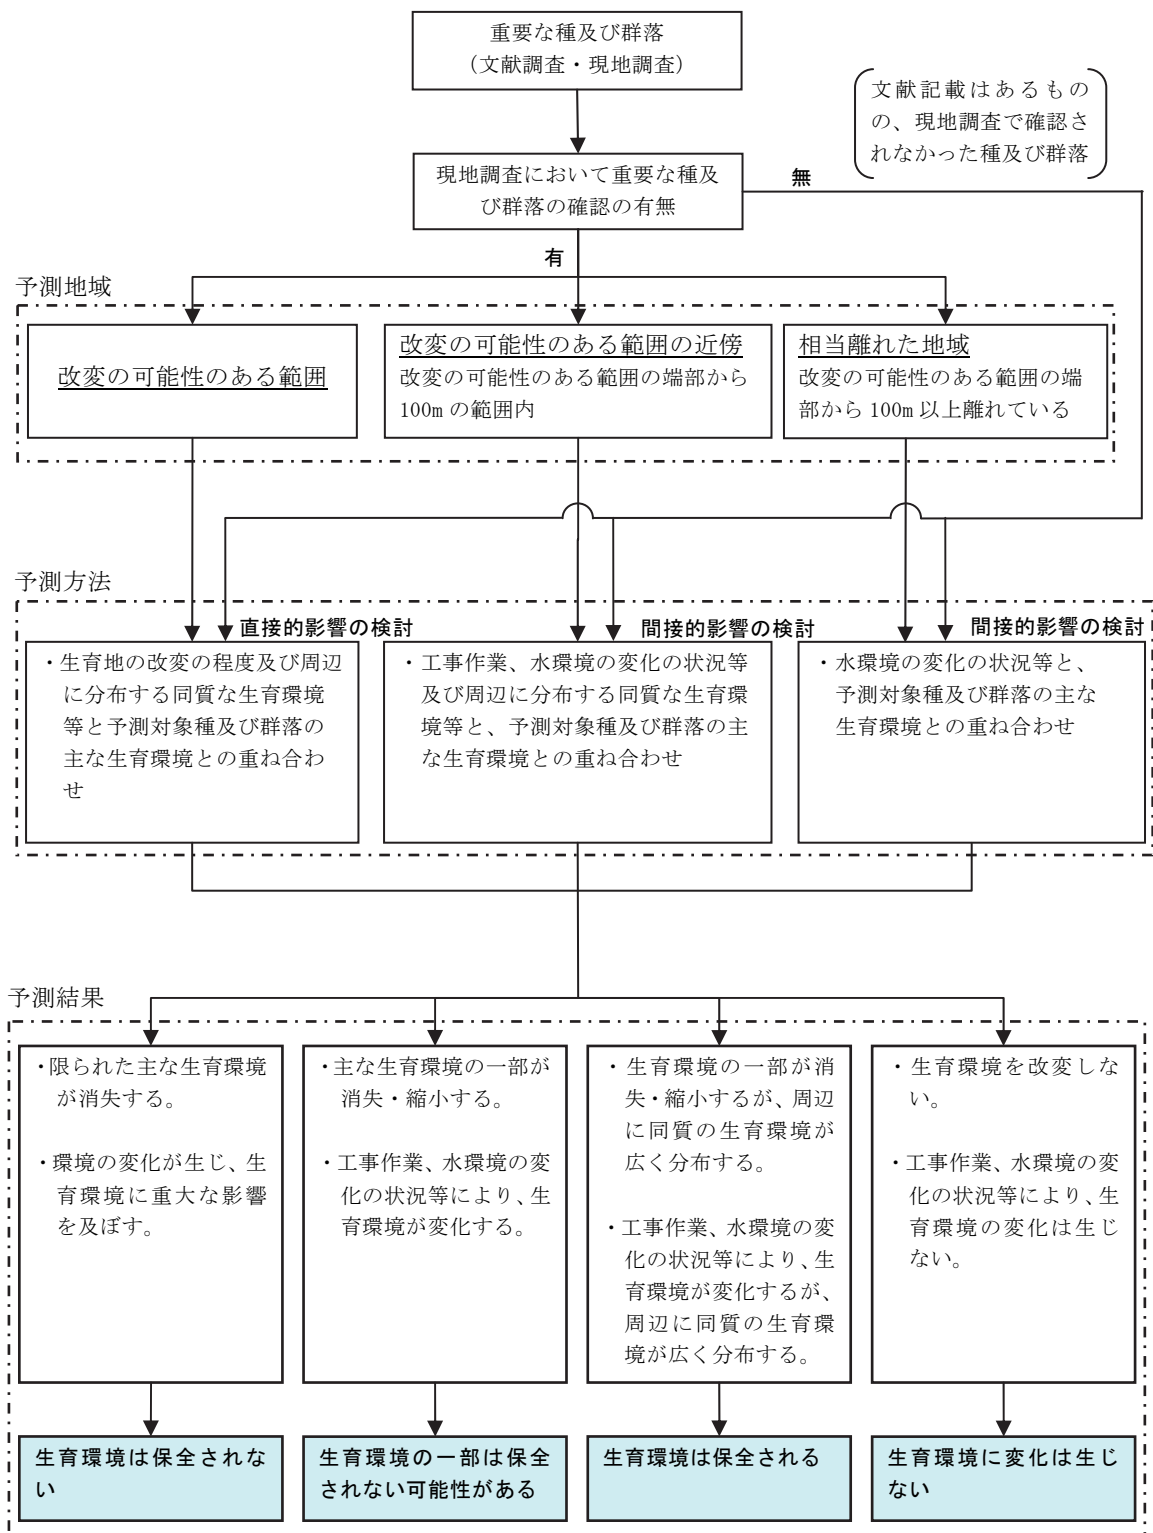 重要な種及び群落
（文献調査・現地調査）
文献記載はあるもの
の、現地調査で確認さ
れなかった種及び群落
現地調査において重要な種及
び群落の確認の有無
無
有
予測地域
改変の可能性のある範囲
改変の可能性のある範囲の近傍
改変の可能性のある範囲の端部から
100m の範囲内
相当離れた地域
改変の可能性のある範囲の端
部から 100m 以上離れている
予測方法
直接的影響の検討
・生育地の改変の程度及び周辺
に分布する同質な生育環境
等と予測対象種及び群落の
主な生育環境との重ね合わ
せ
間接的影響の検討
・工事作業、水環境の変化の状況等
及び周辺に分布する同質な生育環
境等と、予測対象種及び群落の主
な生育環境との重ね合わせ
間接的影響の検討
・水環境の変化の状況等と、
予測対象種及び群落の主な
生育環境との重ね合わせ
予測結果
・限られた主な生育環境
が消失する。
・環境の変化が生じ、生
育環境に重大な影響
を及ぼす。
・主な生育環境の一部が
消失・縮小する。
・工事作業、水環境の変
化の状況等により、生
育環境が変化する。
・生育環境の一部が消
失・縮小するが、周辺
に同質の生育環境が
広く分布する。
・工事作業、水環境の変
化の状況等により、生
育環境が変化するが、
周辺に同質の生育環
境が広く分布する。
・生育環境を改変しな
い。
・工事作業、水環境の変
化の状況等により、生
育環境の変化は生じ
ない。
生育環境は保全されな
い
生育環境の一部は保全
されない可能性がある
生育環境は保全される
生育環境に変化は生じ
ない